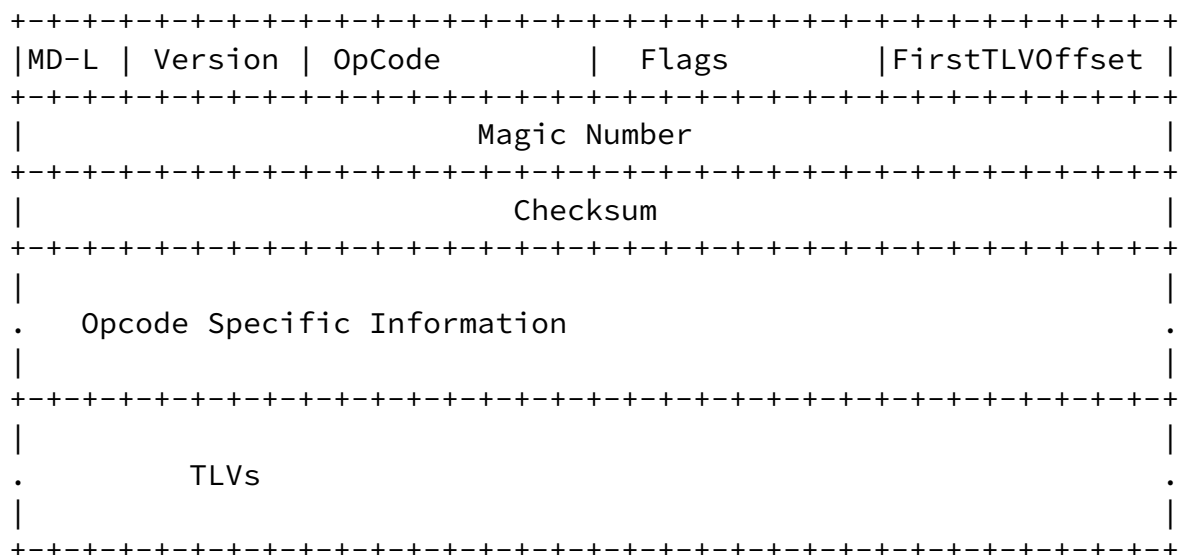 +-+-+-+-+-+-+-+-+-+-+-+-+-+-+-+-+-+-+-+-+-+-+-+-+-+-+-+-+-+-+-+-+
|MD-L | Version | OpCode        |  Flags        |FirstTLVOffset |
+-+-+-+-+-+-+-+-+-+-+-+-+-+-+-+-+-+-+-+-+-+-+-+-+-+-+-+-+-+-+-+-+
|                         Magic Number                          |
+-+-+-+-+-+-+-+-+-+-+-+-+-+-+-+-+-+-+-+-+-+-+-+-+-+-+-+-+-+-+-+-+
|                           Checksum                            |
+-+-+-+-+-+-+-+-+-+-+-+-+-+-+-+-+-+-+-+-+-+-+-+-+-+-+-+-+-+-+-+-+
|                                                               |
.   Opcode Specific Information                                 .
|                                                               |
+-+-+-+-+-+-+-+-+-+-+-+-+-+-+-+-+-+-+-+-+-+-+-+-+-+-+-+-+-+-+-+-+
|                                                               |
.         TLVs                                                  .
|                                                               |
+-+-+-+-+-+-+-+-+-+-+-+-+-+-+-+-+-+-+-+-+-+-+-+-+-+-+-+-+-+-+-+-+